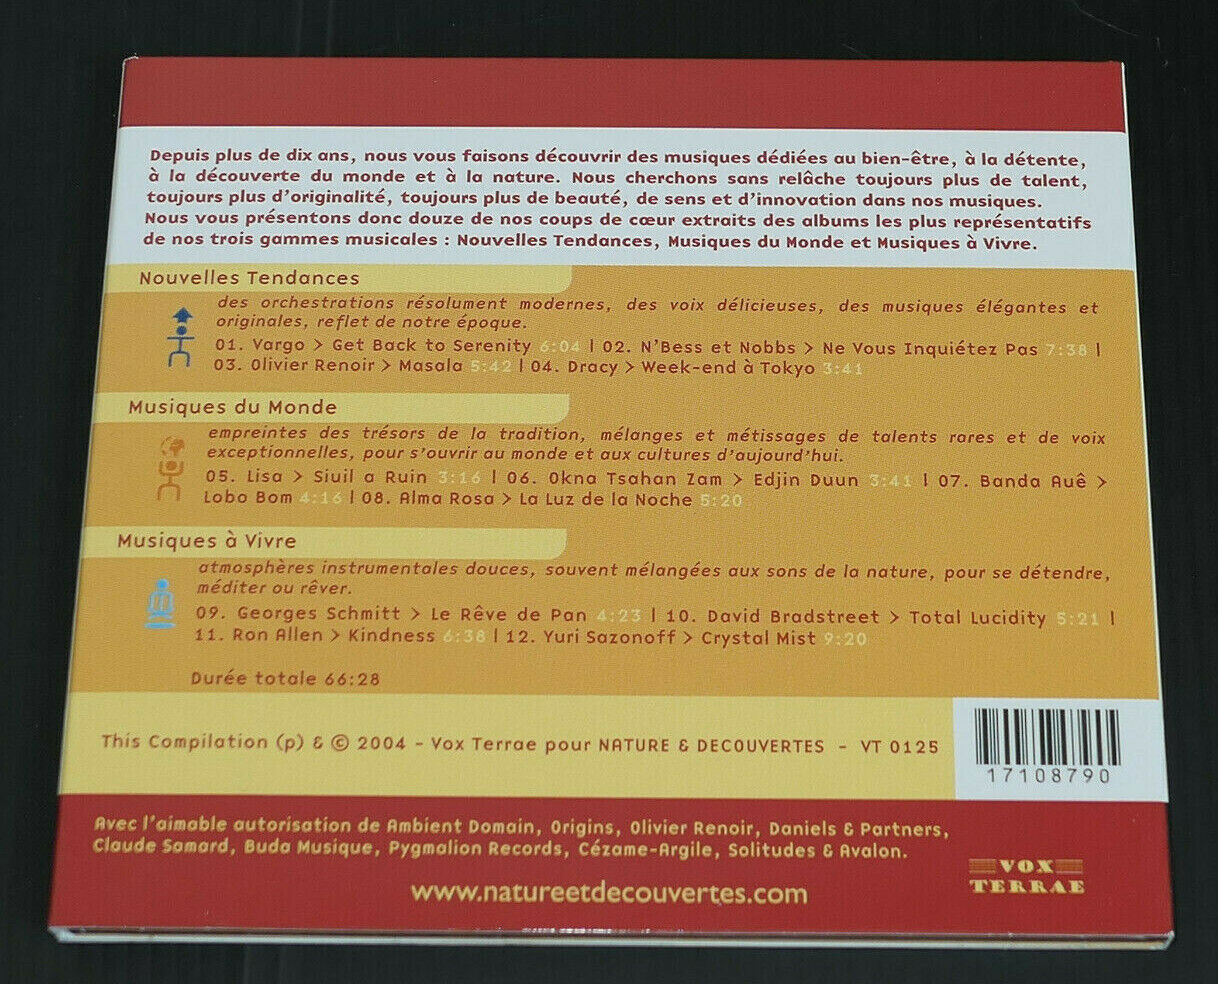 Depuis plus de dix ans, nous vous faisons découvrir des musiques dédiées au bien-être, à la détente,
à la découverte du monde et à la nature. Nous cherchons sans relâche toujours plus de talent,
toujours plus d'originalité, toujours plus de beauté, de sens et d'innovation dans nos musiques.
Nous vous présentons donc douze de nos coups de cœur extraits des albums les plus représentatifs
de nos trois gammes musicales : Nouvelles Tendances, Musiques du Monde et Musiques à Vivre.
Nouvelles Tendances
des orchestrations résolument modernes, des voix délicieuses, des musiques élégantes et
originales, reflet de notre époque.
01. Vargo > Get Back to Serenity 6:04 | 02. N'Bess et Nobbs > Ne Vous Inquiétez Pas 7:38 |
03. Olivier Renoir > Masala 5:42 | 04. Dracy > Week-end à Tokyo 3:41
Musiques du Monde
empreintes des trésors de la tradition, mélanges et métissages de talents rares et de voix
exceptionnelles, pour s'ouvrir au monde et aux cultures d'aujourd'hui.
05. Lisa > Siuil a Ruin 3:16 | 06. Okna Tsahan Zam > Edjin Duun 3:41 | 07. Banda Auê >
Lobo Bom 4:16 | 08. Alma Rosa > La Luz de la Noche 5:20
Musiques à Vivre
atmosphères instrumentales douces, souvent mélangées aux sons de la nature, pour se détendre,
méditer ou rêver.
09. Georges Schmitt > Le Rêve de Pan 4:23 | 10. David Bradstreet > Total Lucidity 5:21 |
11. Ron Allen > Kindness 6:38 | 12. Yuri Sazonoff > Crystal Mist 9:20
Durée totale 66:28
This Compilation (p) & © 2004 - Vox Terrae pour NATURE & DECOUVERTES - VT 0125
17108790
Avec l'aimable autorisation de Ambient Domain, Origins, Olivier Renoir, Daniels & Partners,
Claude Samard, Buda Musique, Pygmalion Records, Cézame-Argile, Solitudes & Avalon.
VOX
TERRAE
www.natureetdecouvertes.com